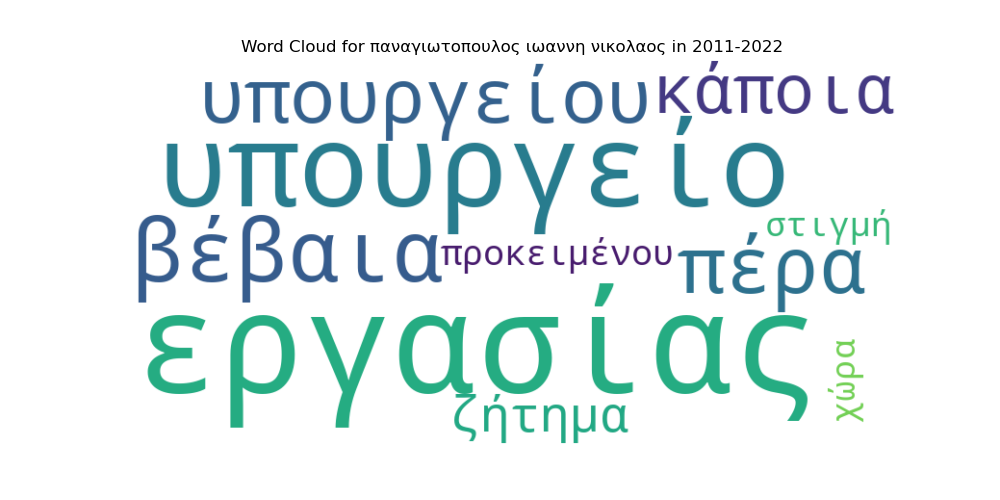 Word Cloud for παναγιωτοπουλος ιωαννη νικολαος in 2011-2022
υπουργείου κάποια
υπουργείο
βέβαια προκειμένου πέρα στιγμή
εργασίας
ζήτημα χώρα